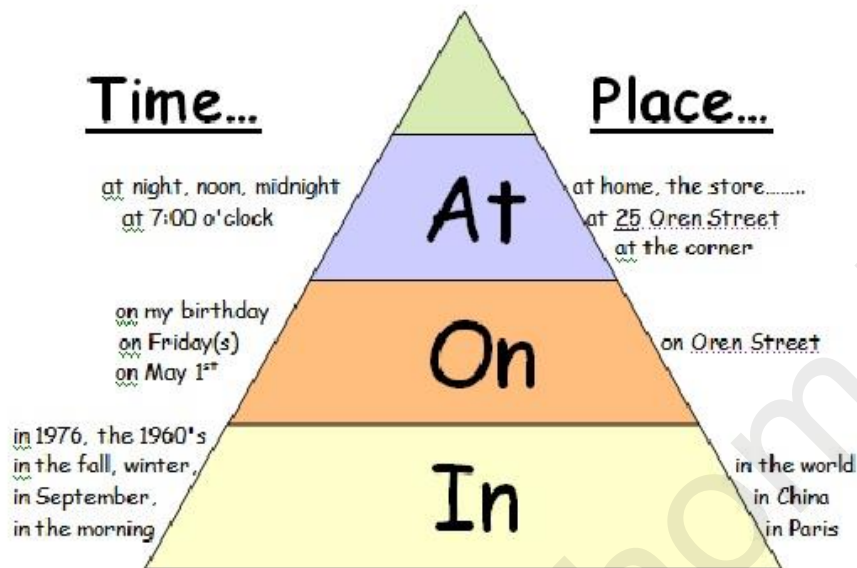 Time...
Place...
at night, noon, midnight
at 7:00 o'clock
At
at home, the store........
at 25 Oren Street
at the corner
on my birthday
on Friday(s)
on May 1st
On
on Oren Street
in 1976, the 1960's
in the fall, winter,
in September,
in the morning
In
in the world
in China
in Paris